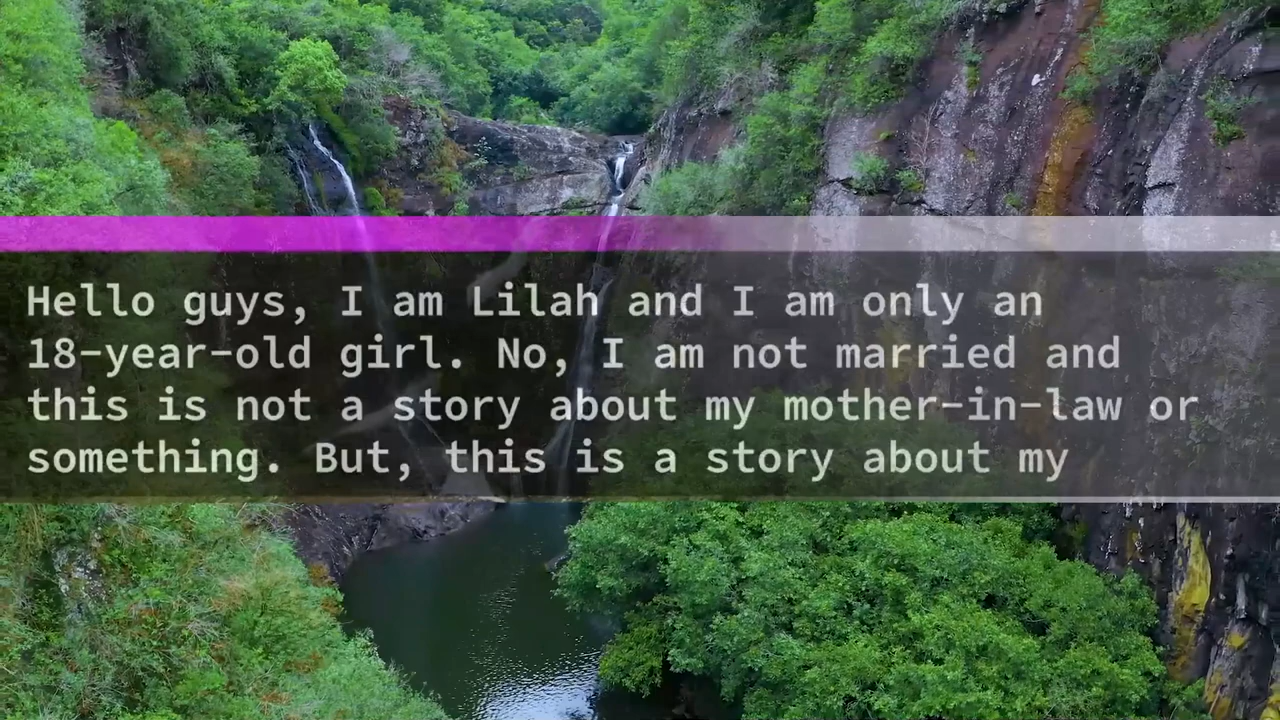 Hello guys, I am Lilah and I am only an
18-year-old girl. No, I am not married and
this is not a story about my mother-in-law or
something. But, this is a story about my